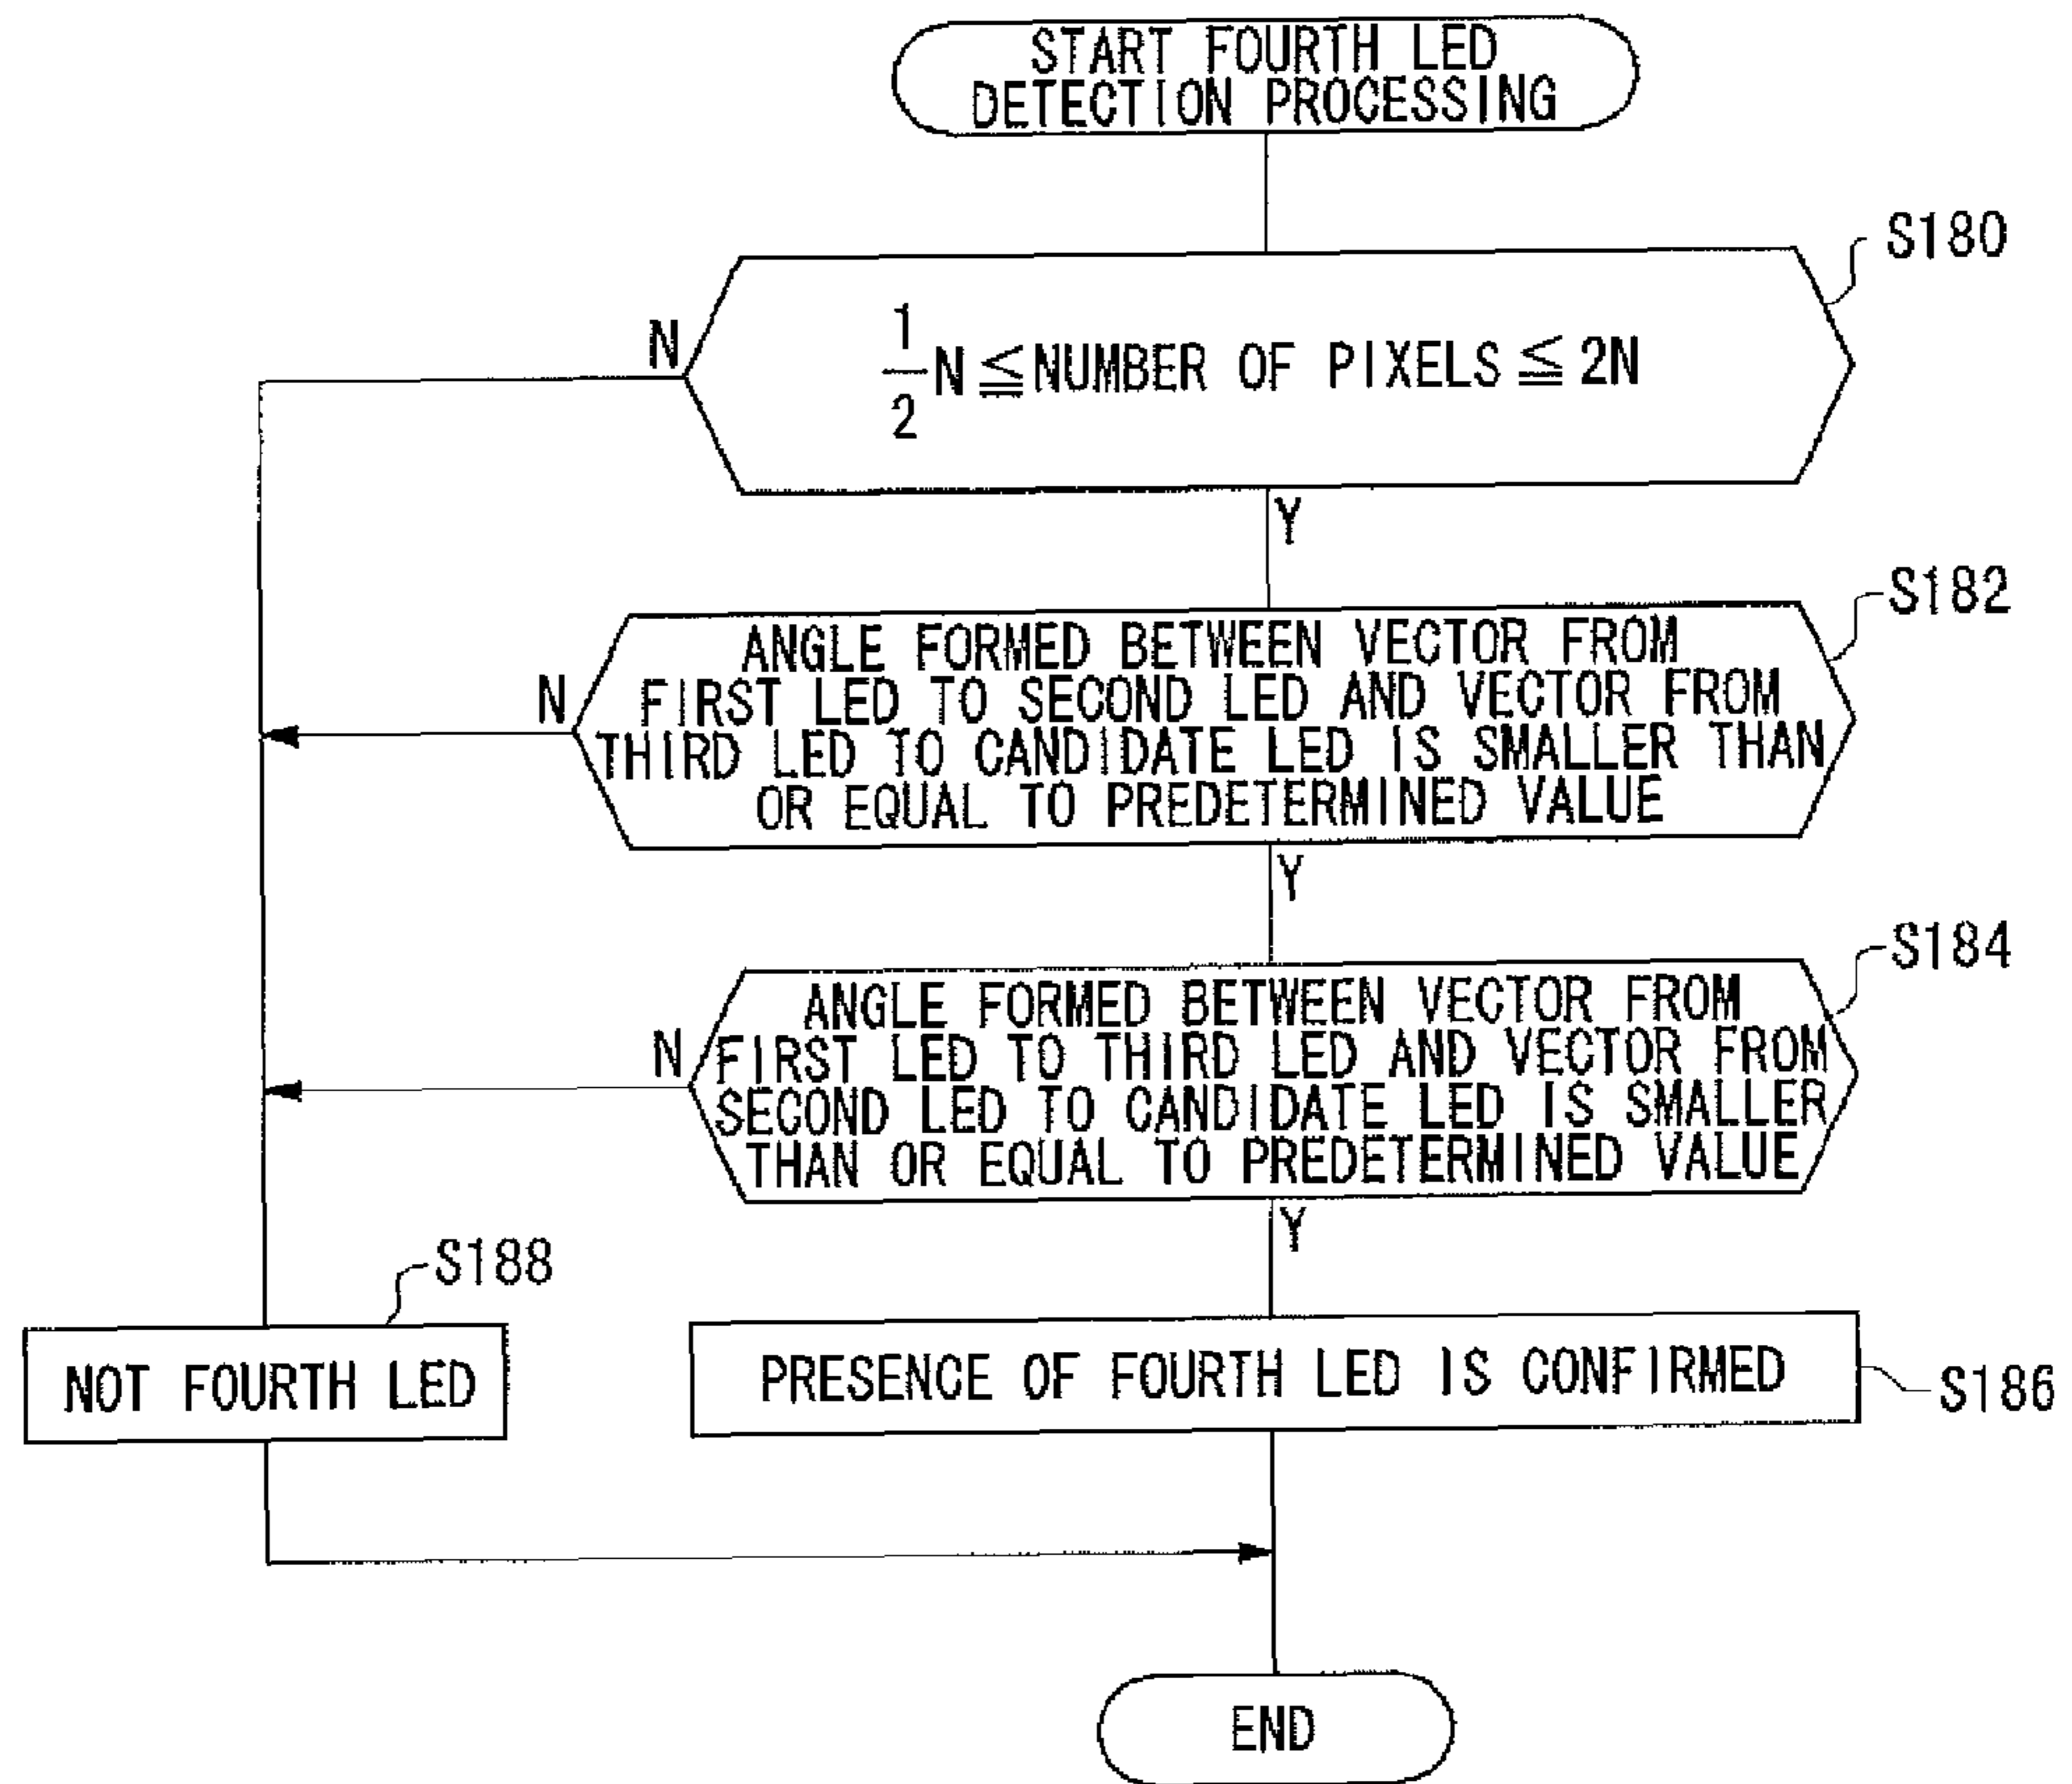 START FOURTH LED
DETECTION PROCESSING
S180
N
1/2 N ≦ NUMBER OF PIXELS ≦ 2N
Y
S182
N
ANGLE FORMED BETWEEN VECTOR FROM
FIRST LED TO SECOND LED AND VECTOR FROM
THIRD LED TO CANDIDATE LED IS SMALLER THAN
OR EQUAL TO PREDETERMINED VALUE
Y
S184
N
ANGLE FORMED BETWEEN VECTOR FROM
FIRST LED TO THIRD LED AND VECTOR FROM
SECOND LED TO CANDIDATE LED IS SMALLER
THAN OR EQUAL TO PREDETERMINED VALUE
Y
S188
NOT FOURTH LED
PRESENCE OF FOURTH LED IS CONFIRMED
S186
END